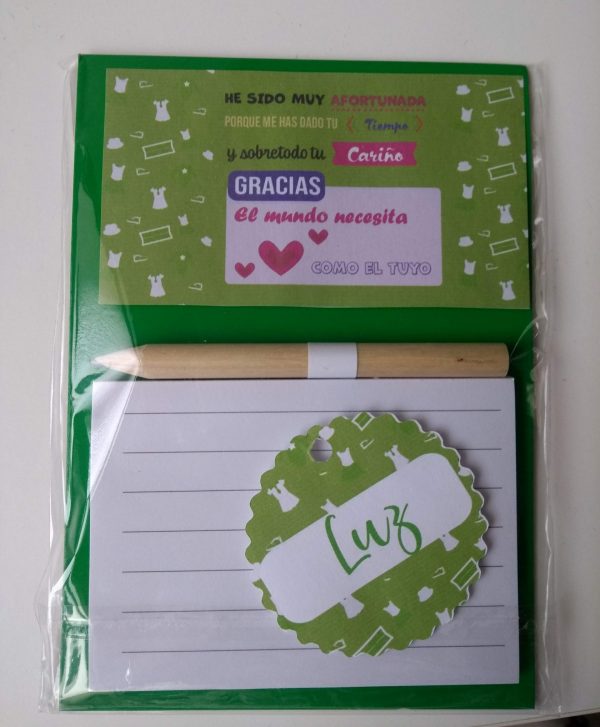 HE SIDO MUY AFORTUNADA
PORQUE ME HAS DADO TU Tiempo
y sobretodo tu Cariño
GRACIAS
El mundo necesita
COMO EL TUYO
Luz